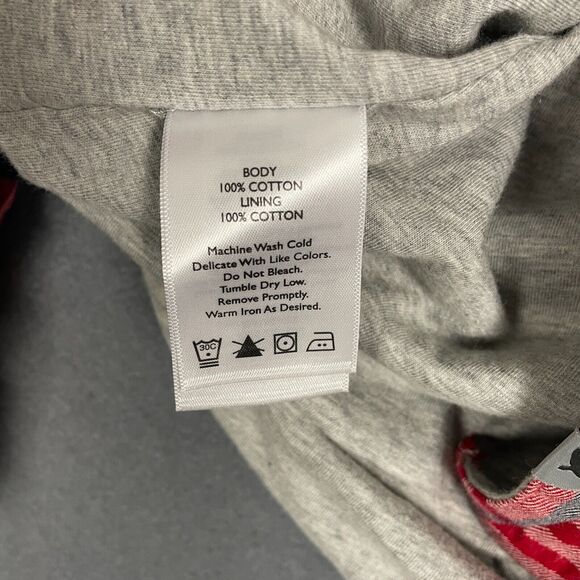 BODY
100% COTTON
LINING
100% COTTON
Machine Wash Cold
Delicate With Like Colors.
Do Not Bleach.
Tumble Dry Low.
Remove Promptly.
Warm Iron As Desired.
30C